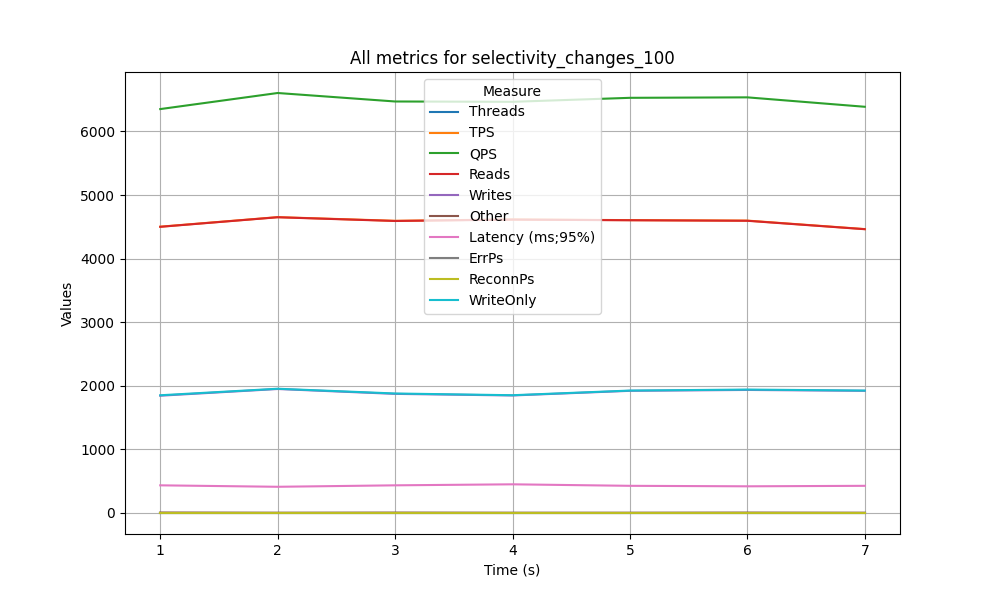 All metrics for selectivity_changes_100
Measure
Threads
TPS
QPS
Reads
Writes
Other
Latency (ms;95%)
ErrPs
ReconnPs
WriteOnly
Values
6000
5000
4000
3000
2000
1000
0
1 2 3 4 5 6 7
Time (s)